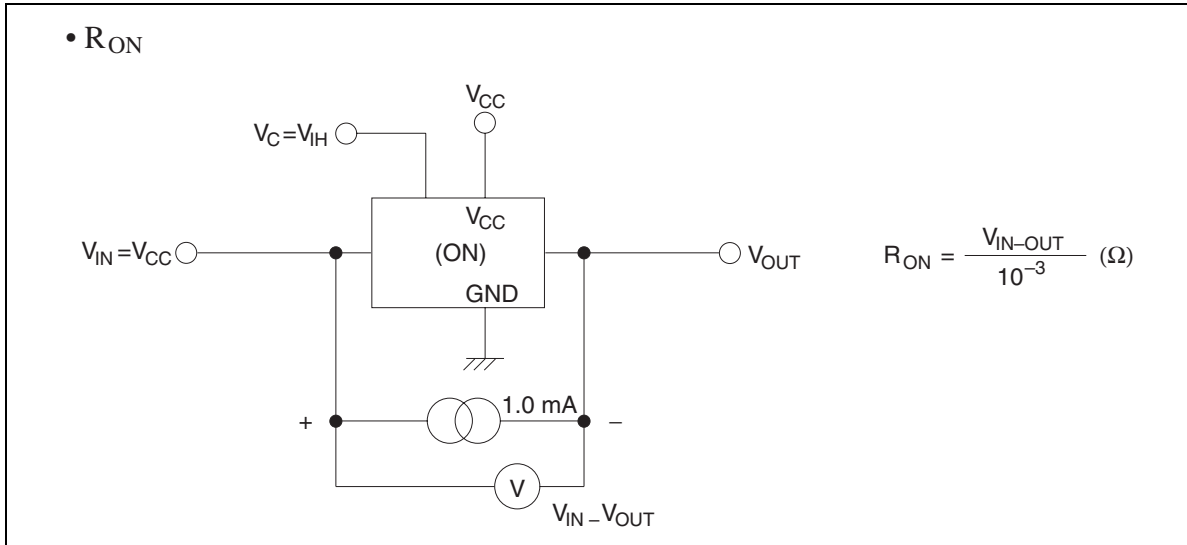 • R_ON
V_CC
V_C=V_IH
V_CC
V_IN=V_CC
(ON)
V_OUT
R_ON = V_IN–OUT / 10^–3 (Ω)
GND
1.0 mA
+
–
V
V_IN – V_OUT